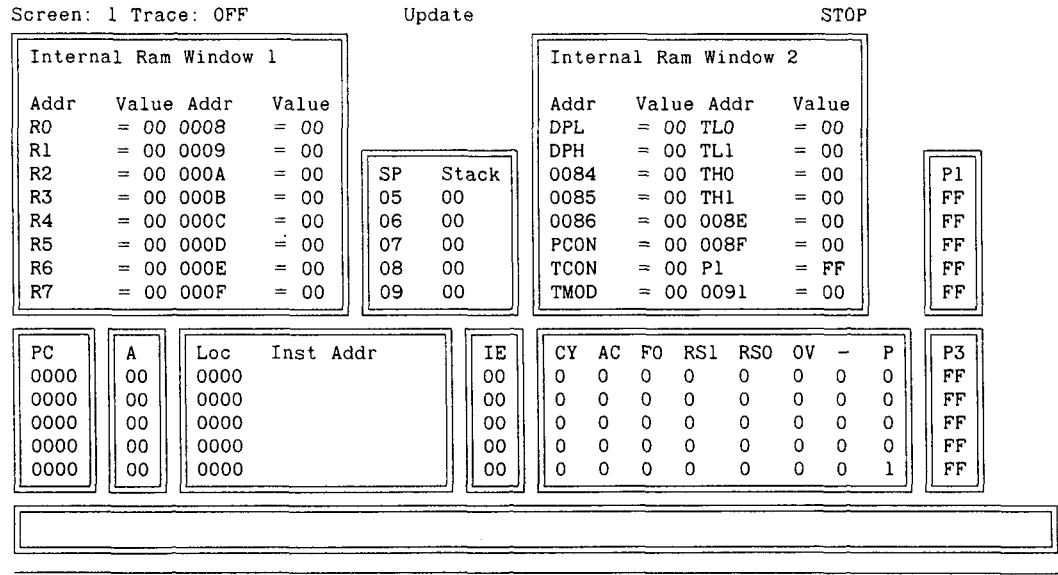 Screen: 1 Trace: OFF Update STOP
Internal Ram Window 1 Internal Ram Window 2
Addr Value Addr Value Addr Value Addr Value
R0 = 00 0008 = 00 DPL = 00 TL0 = 00
R1 = 00 0009 = 00 DPH = 00 TL1 = 00
R2 = 00 000A = 00 SP Stack 0084 = 00 TH0 = 00 P1
R3 = 00 000B = 00 05 00 0085 = 00 TH1 = 00 FF
R4 = 00 000C = 00 06 00 0086 = 00 008E = 00 FF
R5 = 00 000D = 00 07 00 PCON = 00 008F = 00 FF
R6 = 00 000E = 00 08 00 TCON = 00 P1 = FF FF
R7 = 00 000F = 00 09 00 TMOD = 00 0091 = 00 FF
PC A Loc Inst Addr IE CY AC F0 RS1 RS0 OV - P P3
0000 00 0000 00 0 0 0 0 0 0 0 0 FF
0000 00 0000 00 0 0 0 0 0 0 0 0 FF
0000 00 0000 00 0 0 0 0 0 0 0 0 FF
0000 00 0000 00 0 0 0 0 0 0 0 0 FF
0000 00 0000 00 0 0 0 0 0 0 0 1 FF